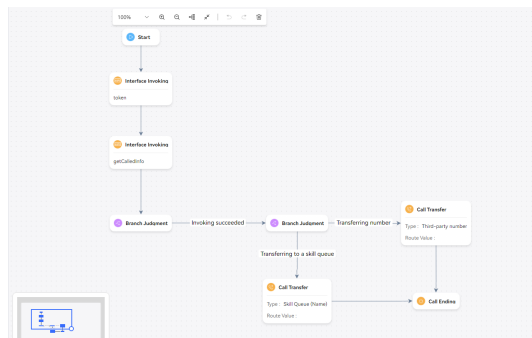 100%
Start
Interface Invoking
token
Interface Invoking
getCalledInfo
Branch Judgment
Invoking succeeded
Branch Judgment
Transferring number
Call Transfer
Type : Third-party number
Route Value :
Transferring to a skill queue
Call Transfer
Type : Skill Queue (Name)
Route Value :
Call Ending